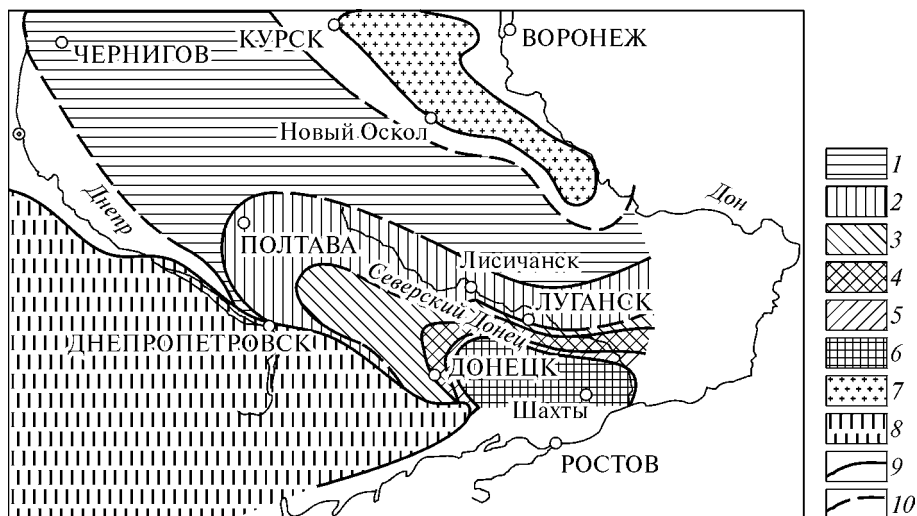 ЧЕРНИГОВ
КУРСК
ВОРОНЕЖ
Новый Оскол
Днепр
Дон
ПОЛТАВА
Лисичанск
Северский Донец
ЛУГАНСК
ДНЕПРОПЕТРОВСК
ДОНЕЦК
Шахты
РОСТОВ
1
2
3
4
5
6
7
8
9
10